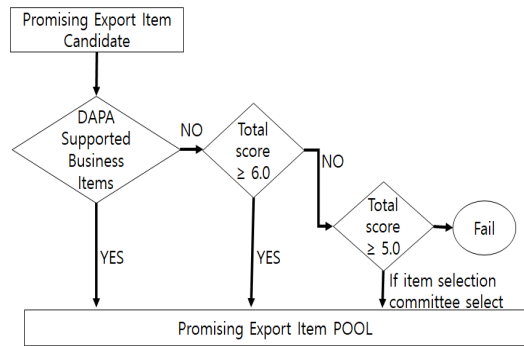 Promising Export Item
Candidate
DAPA
Supported
Business
Items
NO
Total
score
≥ 6.0
NO
Total
score
≥ 5.0
Fail
YES
YES
If item selection
committee select
Promising Export Item POOL